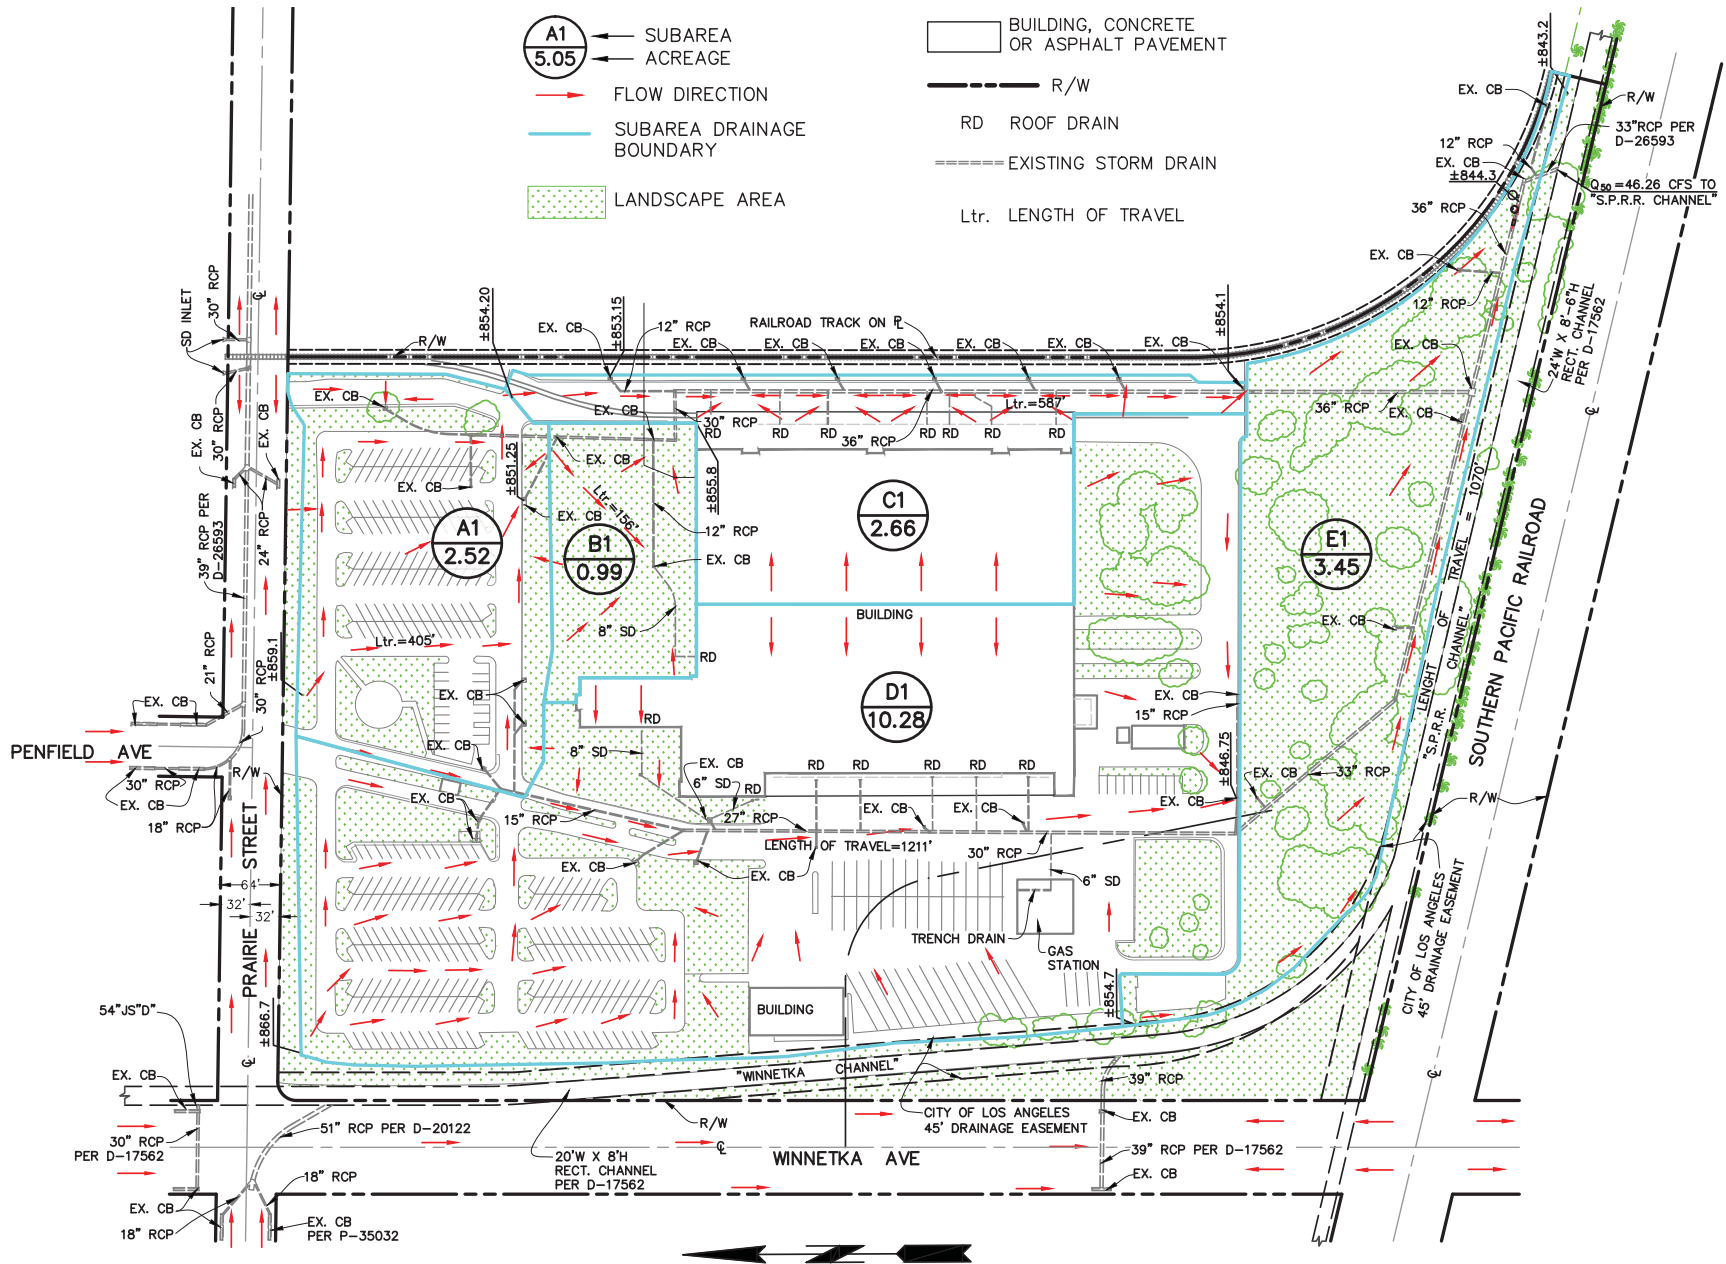 A1
5.05
SUBAREA
ACREAGE
FLOW DIRECTION
SUBAREA DRAINAGE
BOUNDARY
LANDSCAPE AREA
BUILDING, CONCRETE
OR ASPHALT PAVEMENT
R/W
RD ROOF DRAIN
EXISTING STORM DRAIN
Ltr. LENGTH OF TRAVEL
±843.2
EX. CB
R/W
33"RCP PER
D-26593
12" RCP
EX. CB
±844.3
Q50=46.26 CFS TO
"S.P.R.R. CHANNEL"
36" RCP
EX. CB
12" RCP
24'W X 8'-6"H
RECT. CHANNEL
PER D-17562
SD INLET
30" RCP
℄
R/W
±854.20
EX. CB
±853.15
12" RCP
RAILROAD TRACK ON ⅊
EX. CB
EX. CB
EX. CB
EX. CB
EX. CB
EX. CB
±854.1
EX. CB
36" RCP
EX. CB
℄
30" RCP
EX. CB
EX. CB
EX. CB
EX. CB
30" RCP
Ltr.=587'
36" RCP
RD
RD
RD
RD
RD
RD
RD
24" RCP
39" RCP PER
D-26593
EX. CB
±851.25
EX. CB
EX. CB
Ltr.=156'
±855.8
12" RCP
EX. CB
8" SD
RD
A1
2.52
B1
0.99
C1
2.66
BUILDING
D1
10.28
E1
3.45
EX. CB
LENGHT OF TRAVEL = 1070'
"S.P.R.R. CHANNEL"
SOUTHERN PACIFIC RAILROAD
Ltr.=405'
±859.1
21" RCP
30" RCP
EX. CB
PENFIELD AVE
30" RCP
EX. CB
18" RCP
R/W
EX. CB
EX. CB
EX. CB
15" RCP
RD
8" SD
EX. CB
6" SD
RD
27" RCP
RD
RD
RD
RD
EX. CB
EX. CB
EX. CB
15" RCP
±846.75
EX. CB
EX. CB
33" RCP
R/W
LENGTH OF TRAVEL=1211'
EX. CB
EX. CB
30" RCP
6" SD
TRENCH DRAIN
GAS
STATION
64'
32'
32'
PRAIRIE STREET
±866.7
℄
BUILDING
±854.7
CITY OF LOS ANGELES
45' DRAINAGE EASEMENT
℄
54"JS"D"
EX. CB
"WINNETKA CHANNEL"
39" RCP
EX. CB
30" RCP
PER D-17562
51" RCP PER D-20122
R/W
℄
CITY OF LOS ANGELES
45' DRAINAGE EASEMENT
20'W X 8'H
RECT. CHANNEL
PER D-17562
WINNETKA AVE
39" RCP PER D-17562
EX. CB
18" RCP
EX. CB
18" RCP
EX. CB
PER P-35032